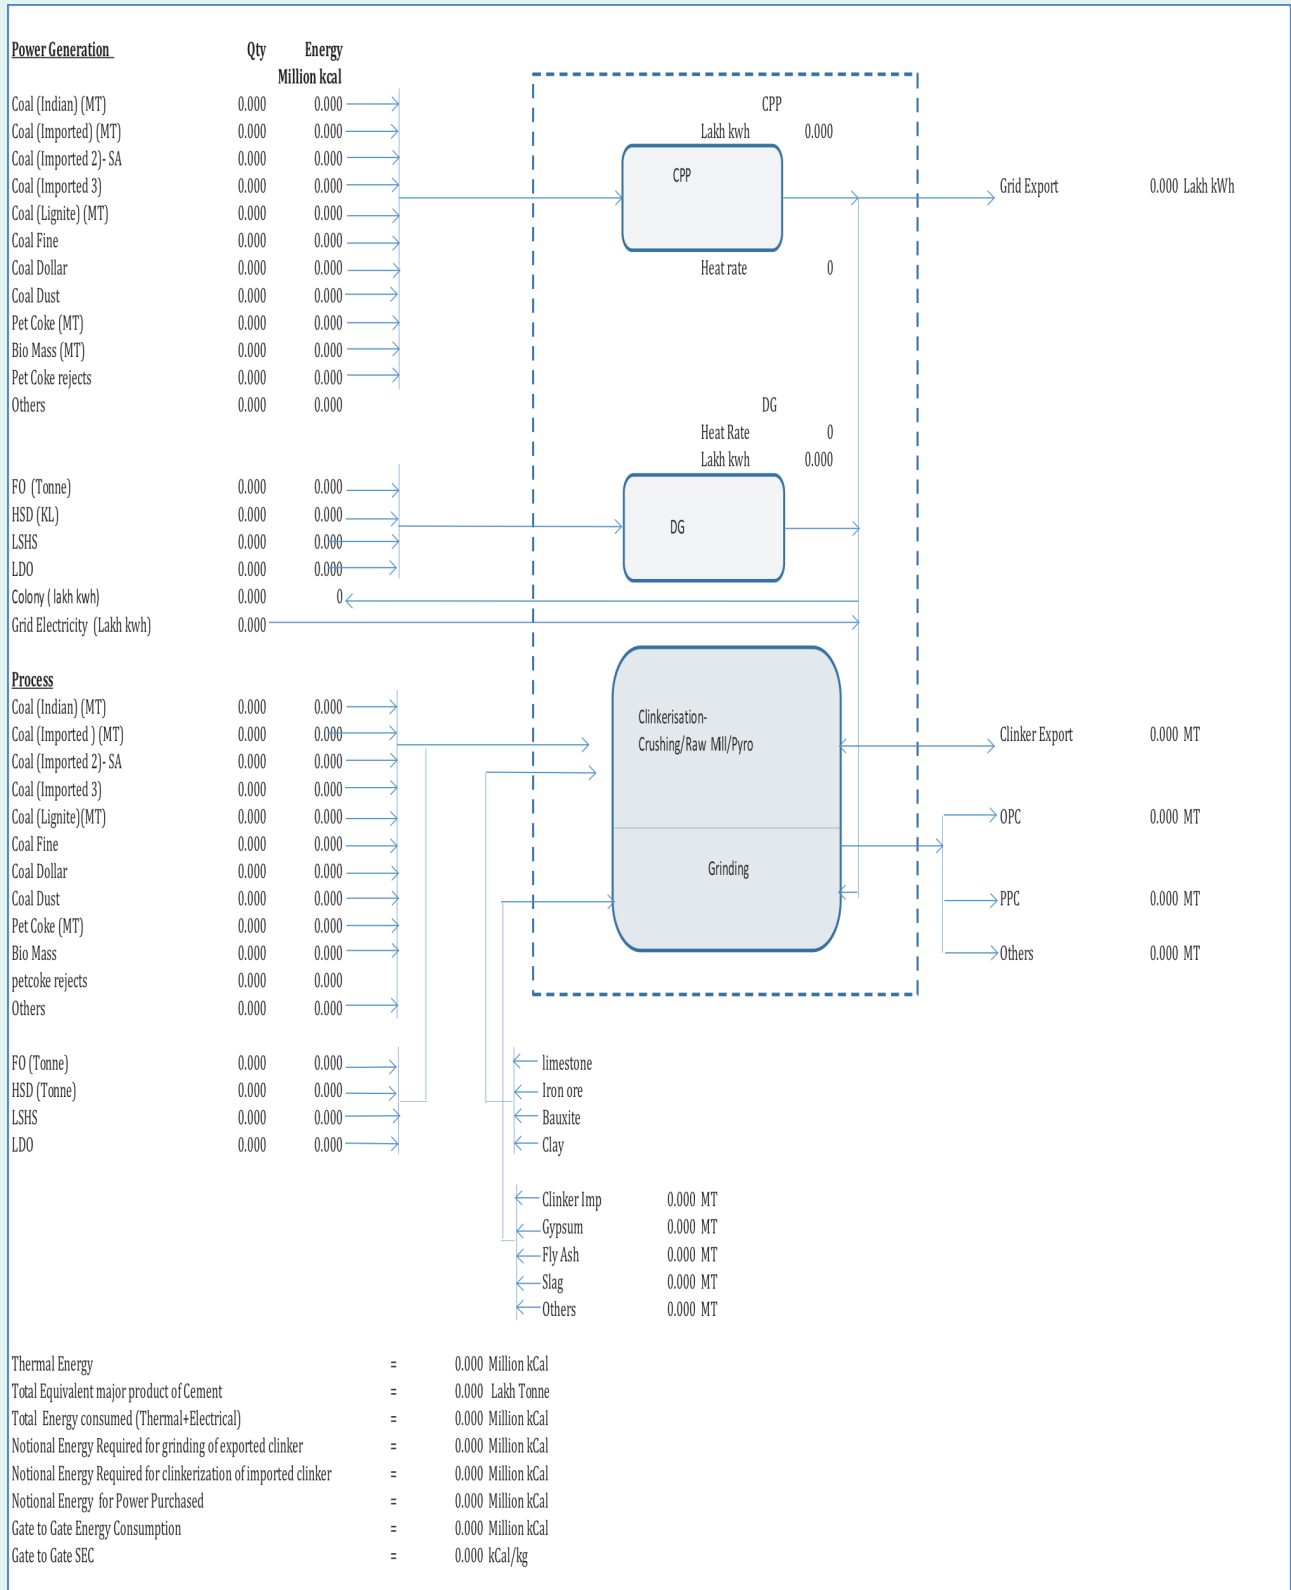 Power Generation Qty Energy
Million kcal
Coal (Indian) (MT) 0.000 0.000 CPP
Coal (Imported) (MT) 0.000 0.000 Lakh kwh 0.000
Coal (Imported 2)- SA 0.000 0.000
CPP
Coal (Imported 3) 0.000 0.000 Grid Export 0.000 Lakh kWh
Coal (Lignite) (MT) 0.000 0.000
Coal Fine 0.000 0.000
Coal Dollar 0.000 0.000 Heat rate 0
Coal Dust 0.000 0.000
Pet Coke (MT) 0.000 0.000
Bio Mass (MT) 0.000 0.000
Pet Coke rejects 0.000 0.000
Others 0.000 0.000 DG
Heat Rate 0
Lakh kwh 0.000
FO (Tonne) 0.000 0.000
HSD (KL) 0.000 0.000
DG
LSHS 0.000 0.000
LDO 0.000 0.000
Colony ( lakh kwh) 0.000 0
Grid Electricity (Lakh kwh) 0.000
Process
Coal (Indian) (MT) 0.000 0.000
Clinkerisation-
Coal (Imported ) (MT) 0.000 0.000 Clinker Export 0.000 MT
Crushing/Raw Mill/Pyro
Coal (Imported 2)- SA 0.000 0.000
Coal (Imported 3) 0.000 0.000
Coal (Lignite)(MT) 0.000 0.000 OPC 0.000 MT
Coal Fine 0.000 0.000
Coal Dollar 0.000 0.000 Grinding
Coal Dust 0.000 0.000 PPC 0.000 MT
Pet Coke (MT) 0.000 0.000
Bio Mass 0.000 0.000 Others 0.000 MT
petcoke rejects 0.000 0.000
Others 0.000 0.000
FO (Tonne) 0.000 0.000 limestone
HSD (Tonne) 0.000 0.000 Iron ore
LSHS 0.000 0.000 Bauxite
LDO 0.000 0.000 Clay
Clinker Imp 0.000 MT
Gypsum 0.000 MT
Fly Ash 0.000 MT
Slag 0.000 MT
Others 0.000 MT
Thermal Energy = 0.000 Million kCal
Total Equivalent major product of Cement = 0.000 Lakh Tonne
Total Energy consumed (Thermal+Electrical) = 0.000 Million kCal
Notional Energy Required for grinding of exported clinker = 0.000 Million kCal
Notional Energy Required for clinkerization of imported clinker = 0.000 Million kCal
Notional Energy for Power Purchased = 0.000 Million kCal
Gate to Gate Energy Consumption = 0.000 Million kCal
Gate to Gate SEC = 0.000 kCal/kg